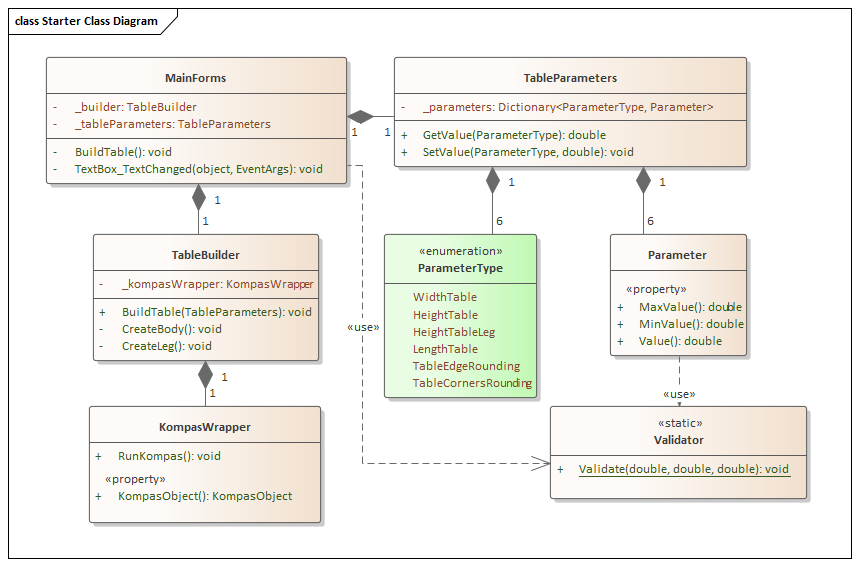 class Starter Class Diagram
MainForms
- _builder: TableBuilder
- _tableParameters: TableParameters
- BuildTable(): void
- TextBox_TextChanged(object, EventArgs): void
1
1
TableParameters
- _parameters: Dictionary<ParameterType, Parameter>
+ GetValue(ParameterType): double
+ SetValue(ParameterType, double): void
1
1
1
6
1
6
TableBuilder
- _kompasWrapper: KompasWrapper
+ BuildTable(TableParameters): void
- CreateBody(): void
- CreateLeg(): void
«use»
«enumeration»
ParameterType
WidthTable
HeightTable
HeightTableLeg
LengthTable
TableEdgeRounding
TableCornersRounding
Parameter
«property»
+ MaxValue(): double
+ MinValue(): double
+ Value(): double
1
1
«use»
KompasWrapper
+ RunKompas(): void
«property»
+ KompasObject(): KompasObject
«static»
Validator
+ Validate(double, double, double): void